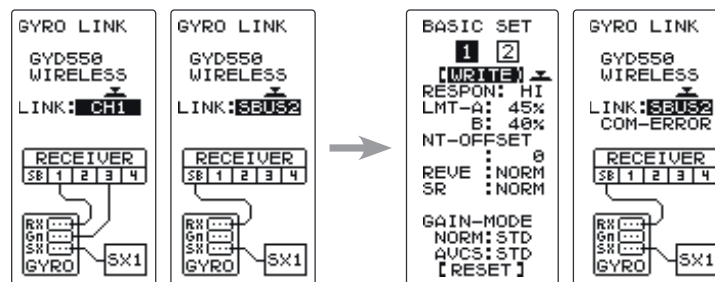 GYRO LINK
GYD550
WIRELESS
LINK:CH1
RECEIVER
SB 1 2 3 4
RX
Gn
SX
GYRO
SX1
GYRO LINK
GYD550
WIRELESS
LINK:SBUS2
RECEIVER
SB 1 2 3 4
RX
Gn
SX
GYRO
SX1
BASIC SET
1 2
[WRITE]
RESPON: HI
LMT-A: 45%
B: 40%
NT-OFFSET
: 0
REVE :NORM
SR :NORM
GAIN-MODE
NORM:STD
AVCS:STD
[RESET]
GYRO LINK
GYD550
WIRELESS
LINK:SBUS2
COM-ERROR
RECEIVER
SB 1 2 3 4
RX
Gn
SX
GYRO
SX1